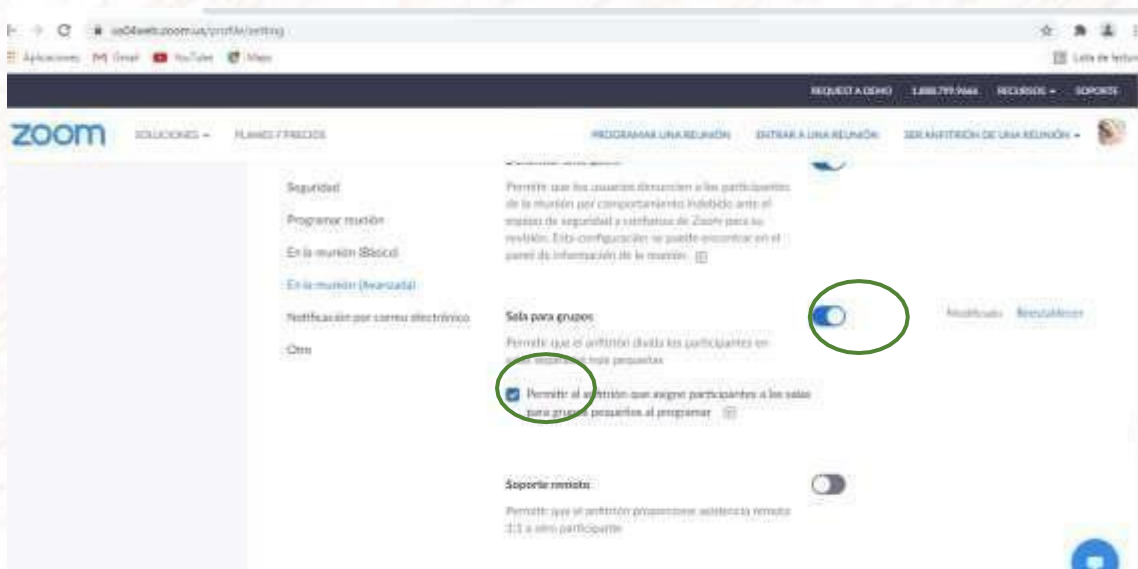 us04web.zoom.us/profile/setting
Aplicaciones Gmail YouTube Maps
Lista de lectura
REQUEST A DEMO 1.888.799.9666 RECURSOS SOPORTE
zoom SOLUCIONES PLANES Y PRECIOS PROGRAMAR UNA REUNIÓN ENTRAR A UNA REUNIÓN SER ANFITRIÓN DE UNA REUNIÓN
Seguridad
Programar reunión
En la reunión (Básico)
En la reunión (Avanzada)
Notificación por correo electrónico
Otro
Permitir que los usuarios denuncien a los participantes
de la reunión por comportamiento indebido ante el
equipo de seguridad y confianza de Zoom para su
revisión. Esta configuración se puede encontrar en el
panel de información de la reunión.
Sala para grupos
Modificado Reestablecer
Permitir que el anfitrión divida los participantes en
salas separadas más pequeñas
Permitir al anfitrión que asigne participantes a las salas
para grupos pequeños al programar
Soporte remoto
Permitir que el anfitrión proporcione asistencia remota
1:1 a otro participante